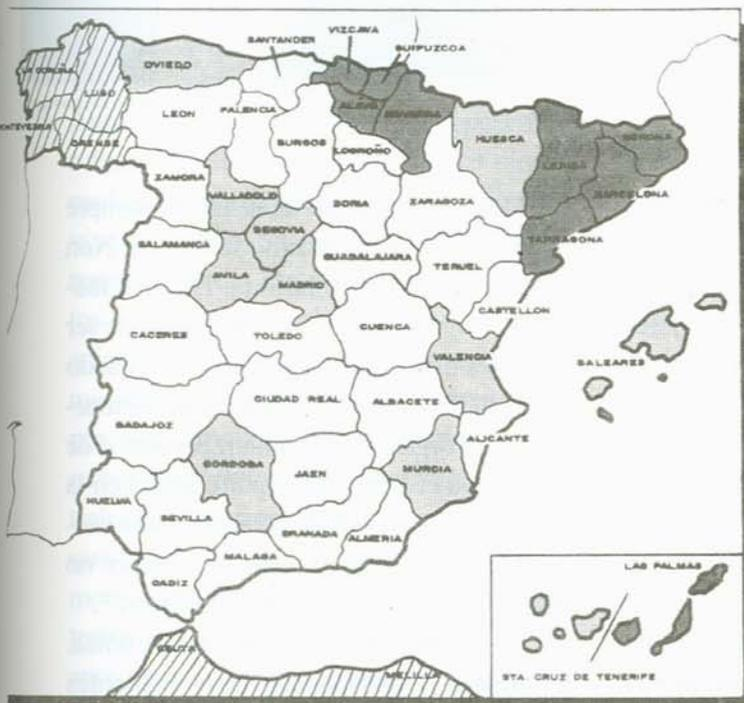 VIZCAYA
SANTANDER
GUIPUZCOA
OVIEDO
LA CORUÑA
LUGO
ALAVA
NAVARRA
LEON
PALENCIA
BURGOS
HUESCA
LERIDA
GERONA
ORENSE
LOGROÑO
ZAMORA
VALLADOLID
SORIA
ZARAGOZA
BARCELONA
SEGOVIA
TARRAGONA
SALAMANCA
GUADALAJARA
TERUEL
AVILA
MADRID
CASTELLON
CACERES
TOLEDO
CUENCA
VALENCIA
BALEARES
CIUDAD REAL
ALBACETE
BADAJOZ
ALICANTE
CORDOBA
JAEN
MURCIA
HUELVA
SEVILLA
GRANADA
ALMERIA
MALAGA
CADIZ
LAS PALMAS
CEUTA
MELILLA
STA. CRUZ DE TENERIFE